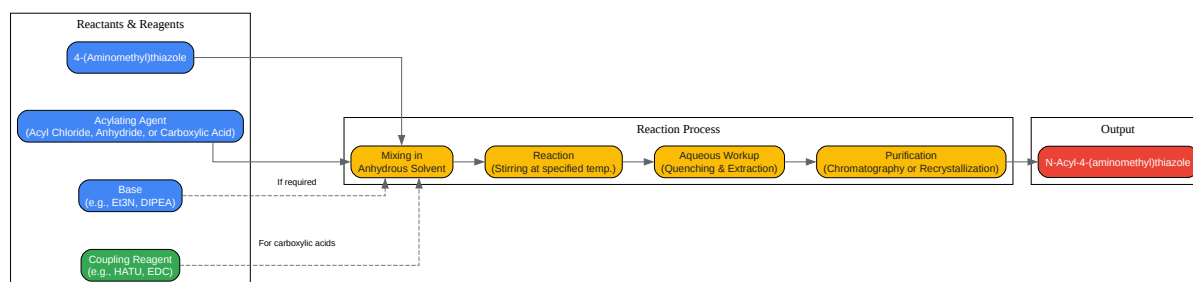 Reactants & Reagents
4-(Aminomethyl)thiazole
Acylating Agent
(Acyl Chloride, Anhydride, or Carboxylic Acid)
Base
(e.g., Et3N, DIPEA)
Coupling Reagent
(e.g., HATU, EDC)
If required
For carboxylic acids
Reaction Process
Mixing in
Anhydrous Solvent
Reaction
(Stirring at specified temp.)
Aqueous Workup
(Quenching & Extraction)
Purification
(Chromatography or Recrystallization)
Output
N-Acyl-4-(aminomethyl)thiazole